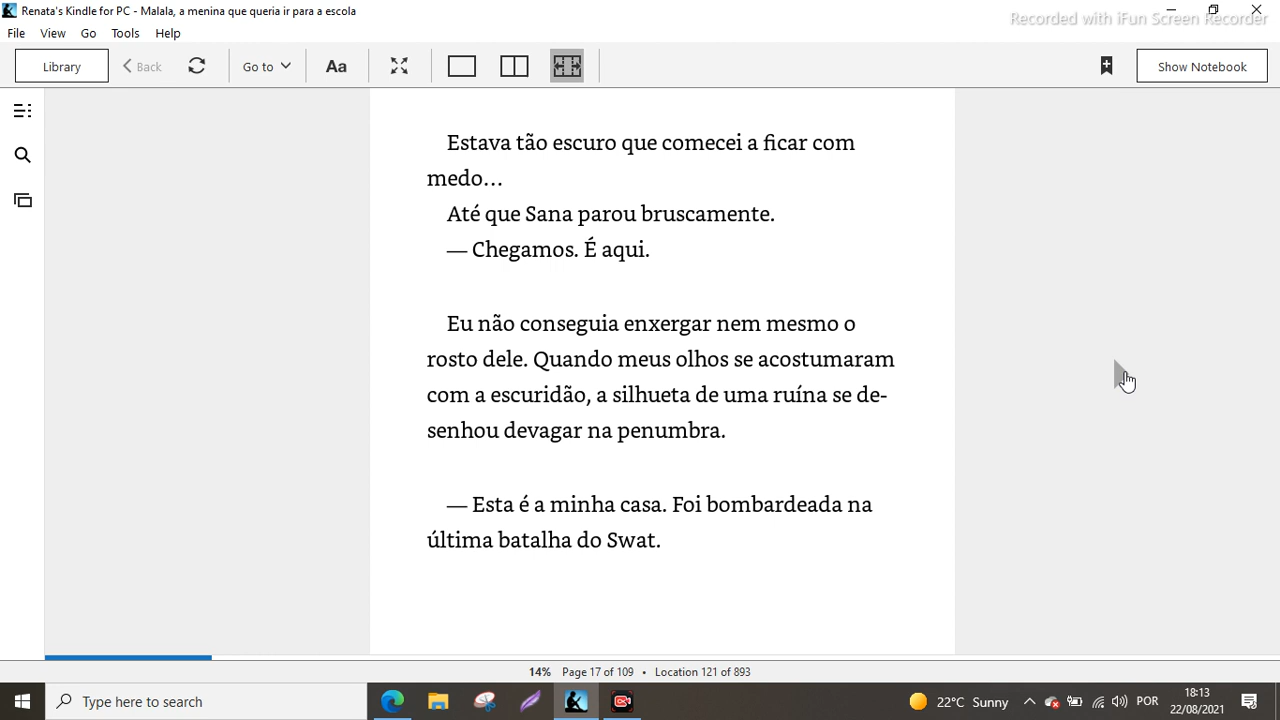 Renata's Kindle for PC - Malala, a menina que queria ir para a escola
Recorded with iFun Screen Recorder
File View Go Tools Help
Library Back Go to Aa Show Notebook
Estava tão escuro que comecei a ficar com
medo...
Até que Sana parou bruscamente.
— Chegamos. É aqui.
Eu não conseguia enxergar nem mesmo o
rosto dele. Quando meus olhos se acostumaram
com a escuridão, a silhueta de uma ruína se de-
senhou devagar na penumbra.
— Esta é a minha casa. Foi bombardeada na
última batalha do Swat.
14% Page 17 of 109 • Location 121 of 893
Type here to search 22°C Sunny POR 18:13
22/08/2021